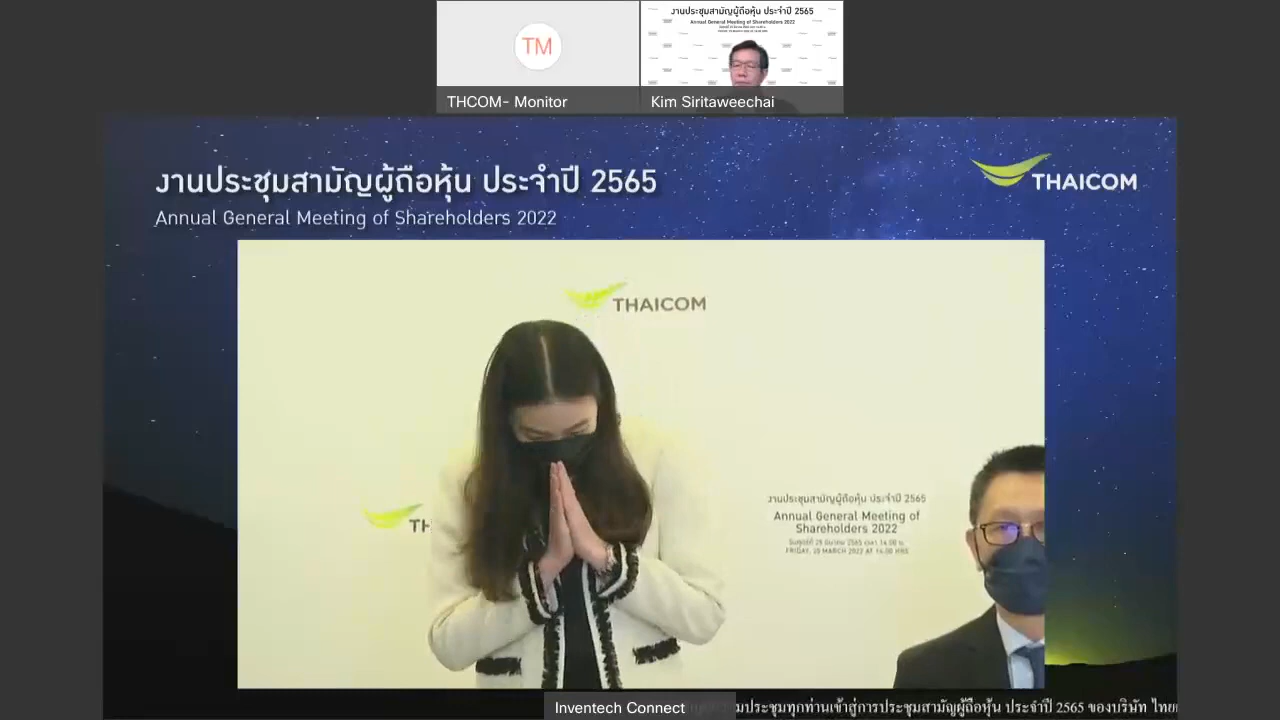 งานประชุมสามัญผู้ถือหุ้น ประจำปี 2565
Annual General Meeting of Shareholders 2022
TM
THCOM- Monitor
Kim Siritaweechai
งานประชุมสามัญผู้ถือหุ้น ประจำปี 2565
Annual General Meeting of Shareholders 2022
THAICOM
THAICOM
TH
งานประชุมสามัญผู้ถือหุ้น ประจำปี 2565
Annual General Meeting of
Shareholders 2022
FRIDAY, 25 MARCH 2022 AT 14.00 HRS
Inventech Connect
มประชุมทุกท่านเข้าสู่การประชุมสามัญผู้ถือหุ้น ประจำปี 2565 ของบริษัท ไทย